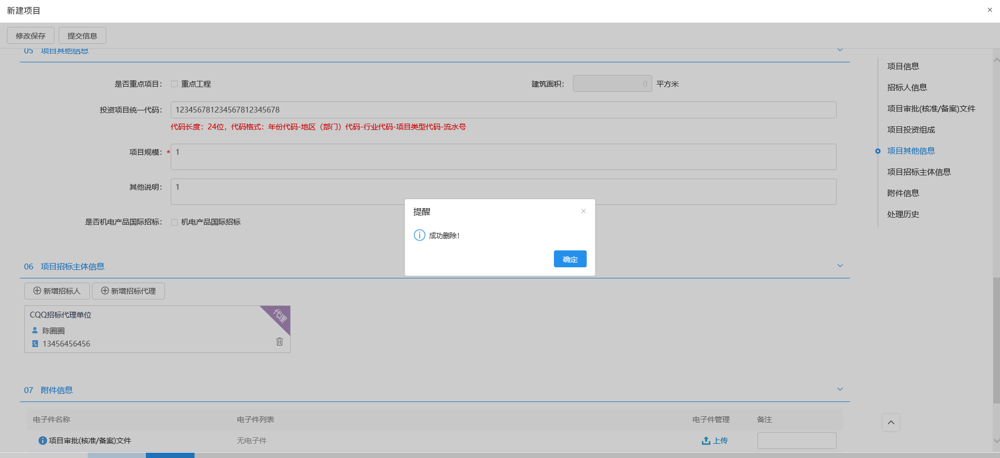 新建项目
修改保存
提交信息
05 项目其他信息
是否重点项目：
重点工程
建筑面积：
0
平方米
投资项目统一代码：
123456781234567812345678
代码长度：24位，代码格式：年份代码-地区（部门）代码-行业代码-项目类型代码-流水号
项目规模：*
1
其他说明：
1
是否机电产品国际招标：
机电产品国际招标
提醒
成功删除!
确定
06 项目招标主体信息
新增招标人
新增招标代理
CQQ招标代理单位
代理
陈圈圈
13456456456
07 附件信息
电子件名称
电子件列表
电子件管理
备注
项目审批(核准/备案)文件
无电子件
上传
项目信息
招标人信息
项目审批(核准/备案)文件
项目投资组成
项目其他信息
项目招标主体信息
附件信息
处理历史